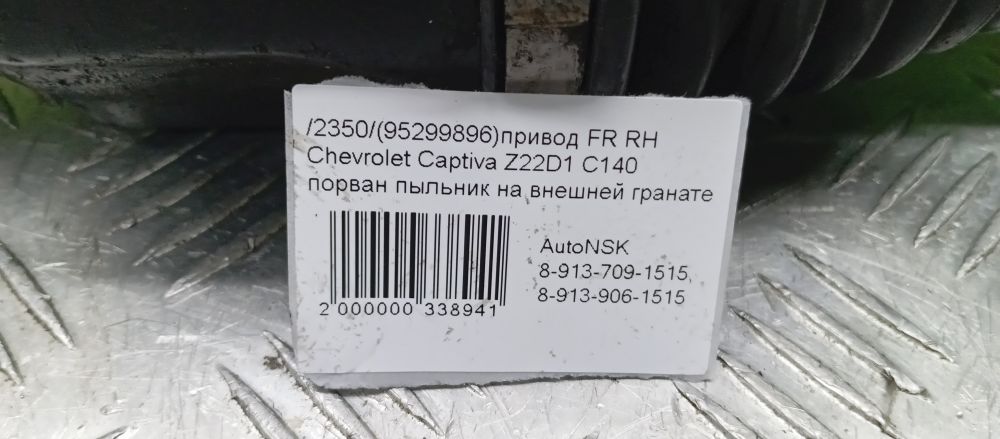 /2350/(95299896)привод FR RH
Chevrolet Captiva Z22D1 C140
порван пыльник на внешней гранате
AutoNSK
8-913-709-1515,
8-913-906-1515
2 000000 338941